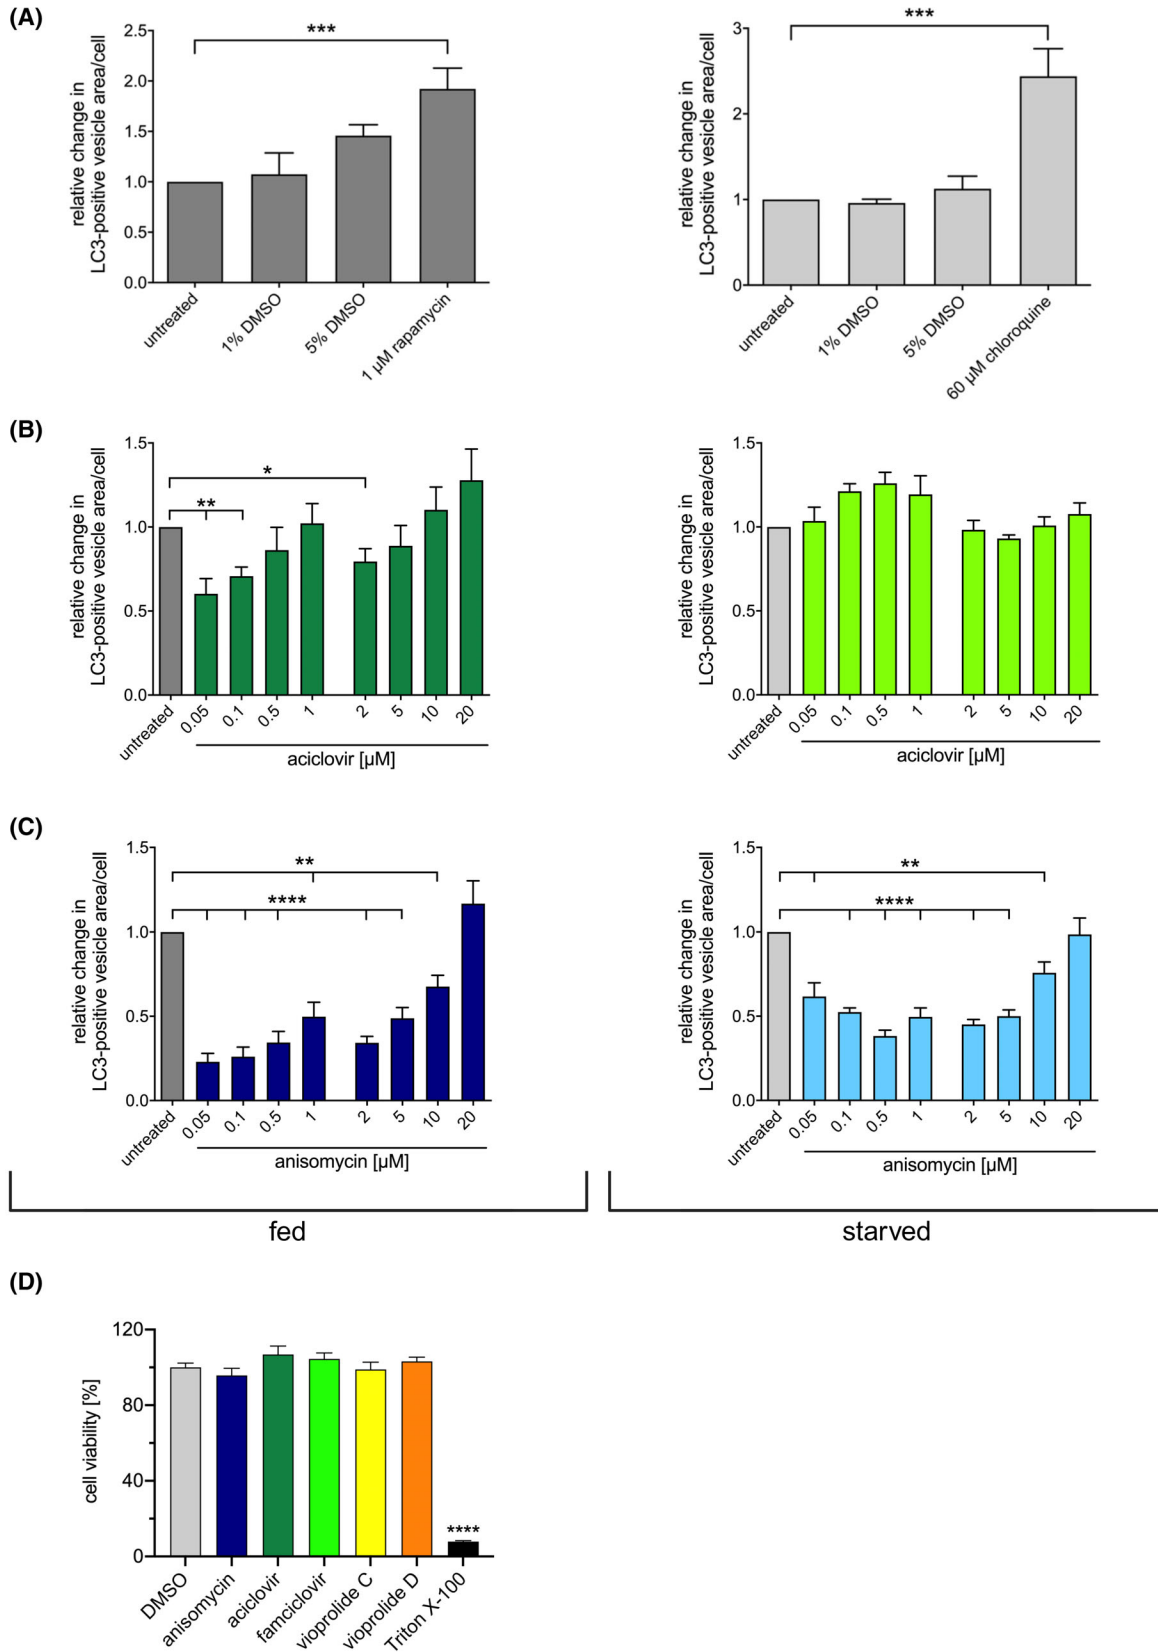 (A)
relative change in
LC3-positive vesicle area/cell
2.5
2.0
1.5
1.0
0.5
0.0
***
untreated
1% DMSO
5% DMSO
1 µM rapamycin
relative change in
LC3-positive vesicle area/cell
3
2
1
0
***
untreated
1% DMSO
5% DMSO
60 µM chloroquine
(B)
relative change in
LC3-positive vesicle area/cell
1.5
1.0
0.5
0.0
*
**
untreated
0.05
0.1
0.5
1
2
5
10
20
aciclovir [µM]
relative change in
LC3-positive vesicle area/cell
1.5
1.0
0.5
0.0
untreated
0.05
0.1
0.5
1
2
5
10
20
aciclovir [µM]
(C)
relative change in
LC3-positive vesicle area/cell
1.5
1.0
0.5
0.0
**
****
untreated
0.05
0.1
0.5
1
2
5
10
20
anisomycin [µM]
relative change in
LC3-positive vesicle area/cell
1.5
1.0
0.5
0.0
**
****
untreated
0.05
0.1
0.5
1
2
5
10
20
anisomycin [µM]
fed
starved
(D)
cell viability [%]
120
80
40
0
****
DMSO
anisomycin
aciclovir
famciclovir
vioprolide C
vioprolide D
Triton X-100